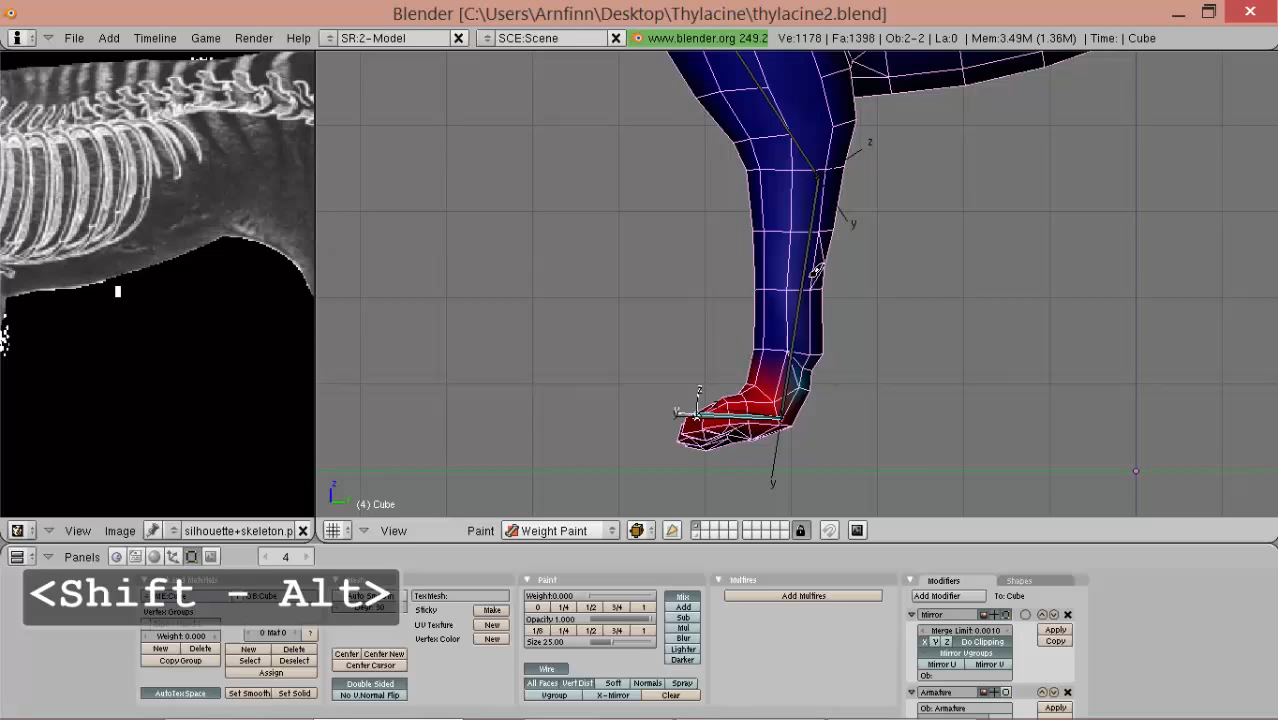 Blender [C:\Users\Arnfinn\Desktop\Thylacine\thylacine2.blend]
File Add Timeline Game Render Help SR:2-Model SCE:Scene www.blender.org 249.2 Ve:1178 | Fa:1398 | Ob:2-2 | La:0 | Mem:3.49M (1.36M) | Time: | Cube
z
y
z
y
y
z
(4) Cube
View Image silhouette+skeleton.p View Paint Weight Paint
Panels 4
<Shift - Alt>
Vertex Groups
Weight: 0.000 0 Mat 0 ?
New Delete New Delete
Copy Group Select Deselect
Assign
AutoTexSpace Set Smooth Set Solid
Auto Smooth
Degr: 30
Center Center New
Center Cursor
Double Sided
No V.Normal Flip
TexMesh:
Sticky Make
UV Texture New
Vertex Color New
Paint
Weight:0.000
0 1/4 1/2 3/4 1
Opacity 1.000
1/8 1/4 1/2 3/4 1
Size 25.00
Mix
Add
Sub
Mul
Blur
Lighter
Darker
Wire
All Faces Vert Dist Soft Normals Spray
Vgroup X-Mirror Clear
Multires
Add Multires
Modifiers Shapes
Add Modifier To: Cube
Mirror
Merge Limit: 0.0010 Apply
X Y Z Do Clipping Copy
Mirror Vgroups
Mirror U Mirror V
Ob:
Armature
Ob: Armature Apply